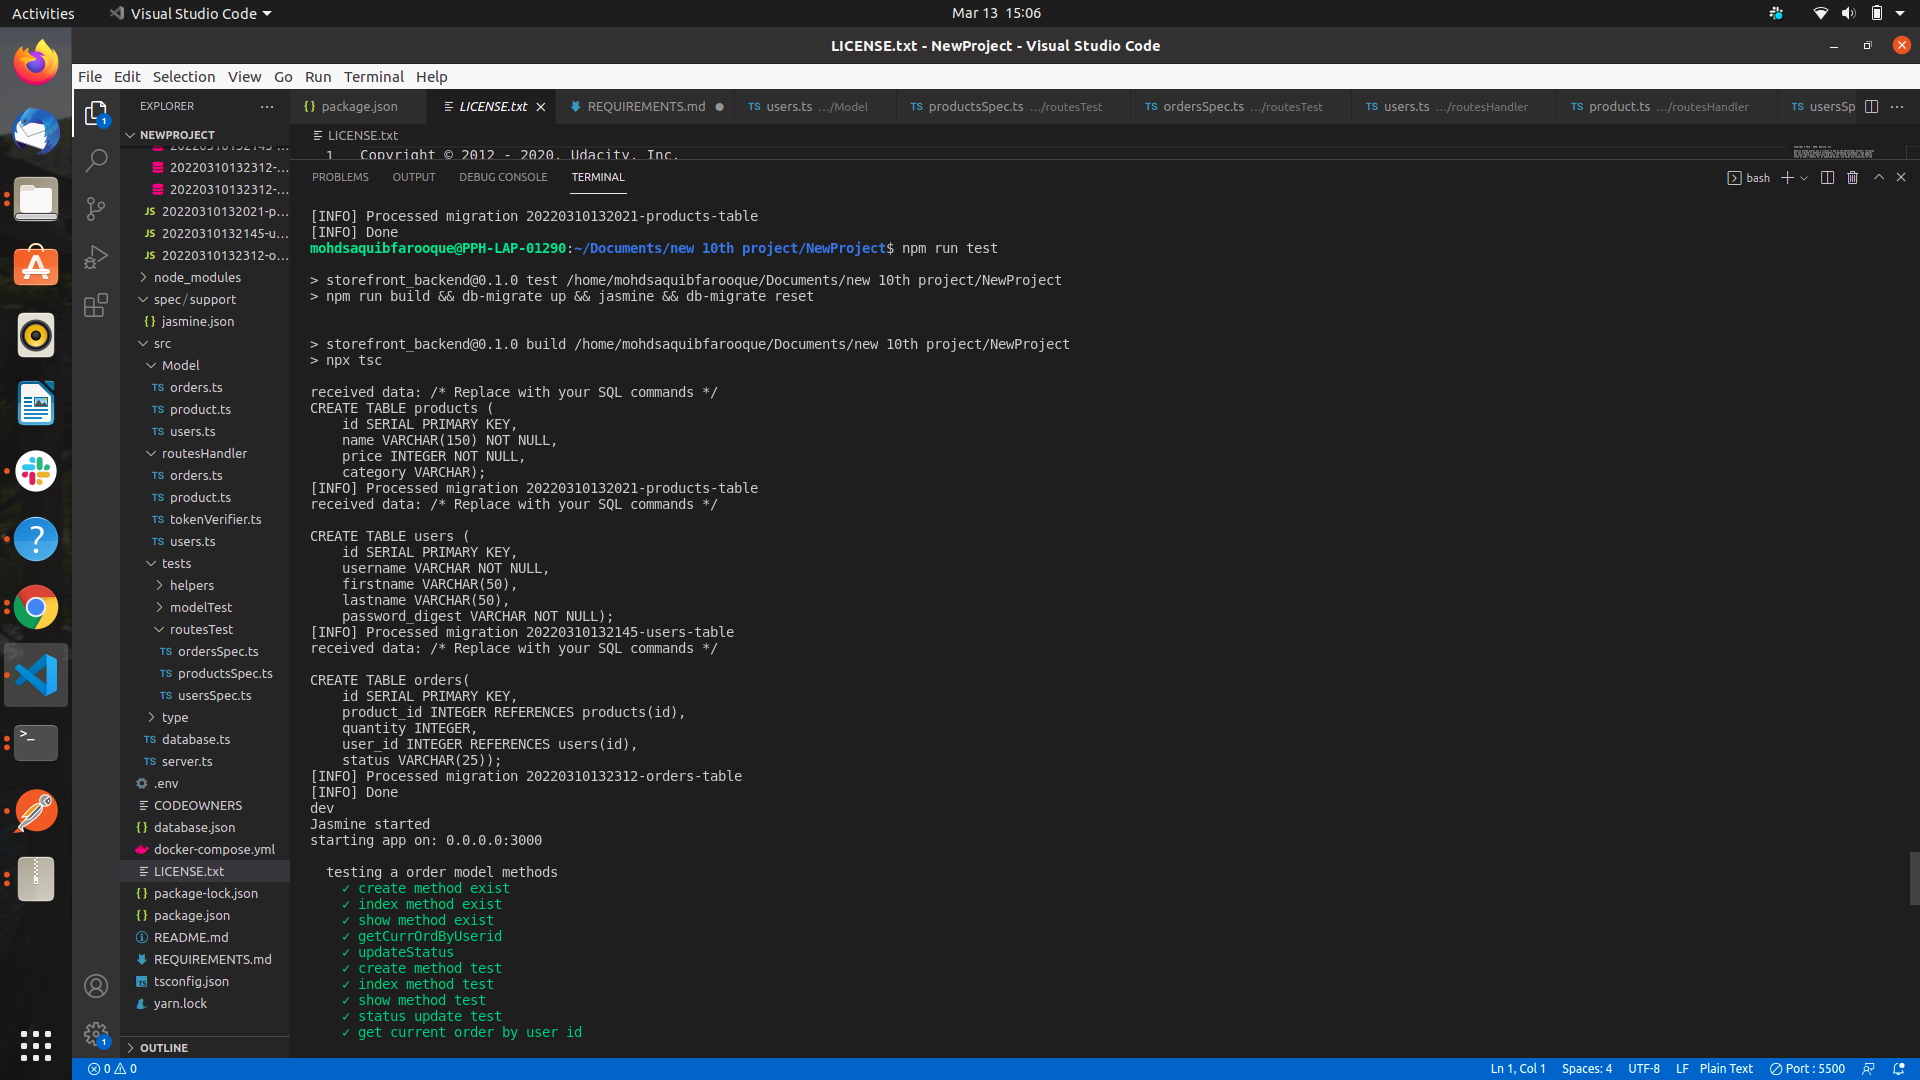 Activities
Visual Studio Code
Mar 13 15:06
LICENSE.txt - NewProject - Visual Studio Code
File Edit Selection View Go Run Terminal Help
EXPLORER
NEWPROJECT
20220310132145-us...
20220310132312-...
20220310132312-...
20220310132021-p...
20220310132145-u...
20220310132312-o...
node_modules
spec/support
jasmine.json
src
Model
orders.ts
product.ts
users.ts
routesHandler
orders.ts
product.ts
tokenVerifier.ts
users.ts
tests
helpers
modelTest
routesTest
ordersSpec.ts
productsSpec.ts
usersSpec.ts
type
database.ts
server.ts
.env
CODEOWNERS
database.json
docker-compose.yml
LICENSE.txt
package-lock.json
package.json
README.md
REQUIREMENTS.md
tsconfig.json
yarn.lock
OUTLINE
package.json
LICENSE.txt
REQUIREMENTS.md
users.ts .../Model
productsSpec.ts .../routesTest
ordersSpec.ts .../routesTest
users.ts .../routesHandler
product.ts .../routesHandler
usersSp
LICENSE.txt
1 Copyright © 2012 - 2020, Udacity, Inc.
PROBLEMS OUTPUT DEBUG CONSOLE TERMINAL
bash
[INFO] Processed migration 20220310132021-products-table
[INFO] Done
mohdsaquibfarooque@PPH-LAP-01290:~/Documents/new 10th project/NewProject$ npm run test
> storefront_backend@0.1.0 test /home/mohdsaquibfarooque/Documents/new 10th project/NewProject
> npm run build && db-migrate up && jasmine && db-migrate reset
> storefront_backend@0.1.0 build /home/mohdsaquibfarooque/Documents/new 10th project/NewProject
> npx tsc
received data: /* Replace with your SQL commands */
CREATE TABLE products (
id SERIAL PRIMARY KEY,
name VARCHAR(150) NOT NULL,
price INTEGER NOT NULL,
category VARCHAR);
[INFO] Processed migration 20220310132021-products-table
received data: /* Replace with your SQL commands */
CREATE TABLE users (
id SERIAL PRIMARY KEY,
username VARCHAR NOT NULL,
firstname VARCHAR(50),
lastname VARCHAR(50),
password_digest VARCHAR NOT NULL);
[INFO] Processed migration 20220310132145-users-table
received data: /* Replace with your SQL commands */
CREATE TABLE orders(
id SERIAL PRIMARY KEY,
product_id INTEGER REFERENCES products(id),
quantity INTEGER,
user_id INTEGER REFERENCES users(id),
status VARCHAR(25));
[INFO] Processed migration 20220310132312-orders-table
[INFO] Done
dev
Jasmine started
starting app on: 0.0.0.0:3000
testing a order model methods
✓ create method exist
✓ index method exist
✓ show method exist
✓ getCurrOrdByUserid
✓ updateStatus
✓ create method test
✓ index method test
✓ show method test
✓ status update test
✓ get current order by user id
0 0
Ln 1, Col 1 Spaces: 4 UTF-8 LF Plain Text Port : 5500